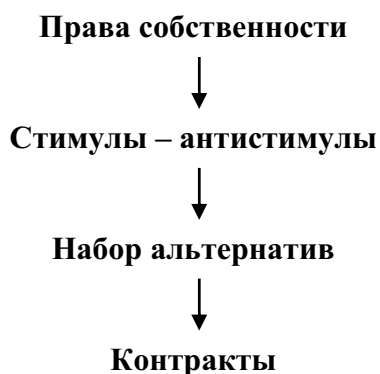 Права собственности
Стимулы – антистимулы
Набор альтернатив
Контракты